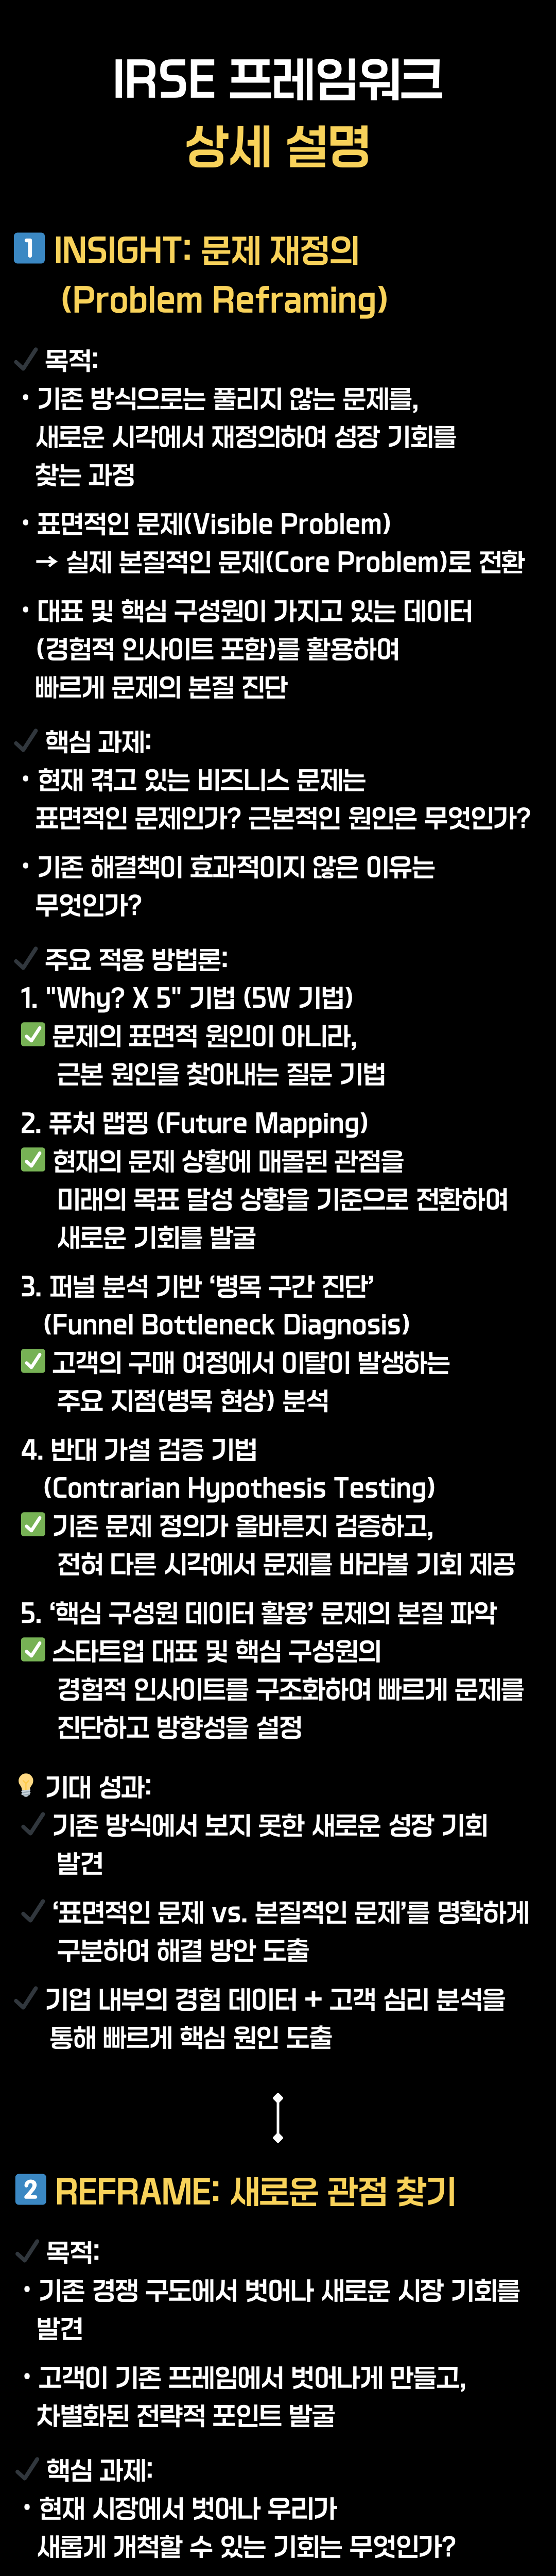 IRSE 프레임워크
상세 설명
1 INSIGHT: 문제 재정의
(Problem Reframing)
✔ 목적:
• 기존 방식으로는 풀리지 않는 문제를,
새로운 시각에서 재정의하여 성장 기회를
찾는 과정
• 표면적인 문제(Visible Problem)
→ 실제 본질적인 문제(Core Problem)로 전환
• 대표 및 핵심 구성원이 가지고 있는 데이터
(경험적 인사이트 포함)를 활용하여
빠르게 문제의 본질 진단
✔ 핵심 과제:
• 현재 겪고 있는 비즈니스 문제는
표면적인 문제인가? 근본적인 원인은 무엇인가?
• 기존 해결책이 효과적이지 않은 이유는
무엇인가?
✔ 주요 적용 방법론:
1. "Why? X 5" 기법 (5W 기법)
✅ 문제의 표면적 원인이 아니라,
근본 원인을 찾아내는 질문 기법
2. 퓨처 맵핑 (Future Mapping)
✅ 현재의 문제 상황에 매몰된 관점을
미래의 목표 달성 상황을 기준으로 전환하여
새로운 기회를 발굴
3. 퍼널 분석 기반 ‘병목 구간 진단’
(Funnel Bottleneck Diagnosis)
✅ 고객의 구매 여정에서 이탈이 발생하는
주요 지점(병목 현상) 분석
4. 반대 가설 검증 기법
(Contrarian Hypothesis Testing)
✅ 기존 문제 정의가 올바른지 검증하고,
전혀 다른 시각에서 문제를 바라볼 기회 제공
5. ‘핵심 구성원 데이터 활용’ 문제의 본질 파악
✅ 스타트업 대표 및 핵심 구성원의
경험적 인사이트를 구조화하여 빠르게 문제를
진단하고 방향성을 설정
💡 기대 성과:
✔ 기존 방식에서 보지 못한 새로운 성장 기회
발견
✔ ‘표면적인 문제 vs. 본질적인 문제’를 명확하게
구분하여 해결 방안 도출
✔ 기업 내부의 경험 데이터 + 고객 심리 분석을
통해 빠르게 핵심 원인 도출
2 REFRAME: 새로운 관점 찾기
✔ 목적:
• 기존 경쟁 구도에서 벗어나 새로운 시장 기회를
발견
• 고객이 기존 프레임에서 벗어나게 만들고,
차별화된 전략적 포인트 발굴
✔ 핵심 과제:
• 현재 시장에서 벗어나 우리가
새롭게 개척할 수 있는 기회는 무엇인가?